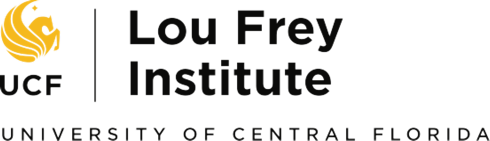 UCF
Lou Frey
Institute
UNIVERSITY OF CENTRAL FLORIDA